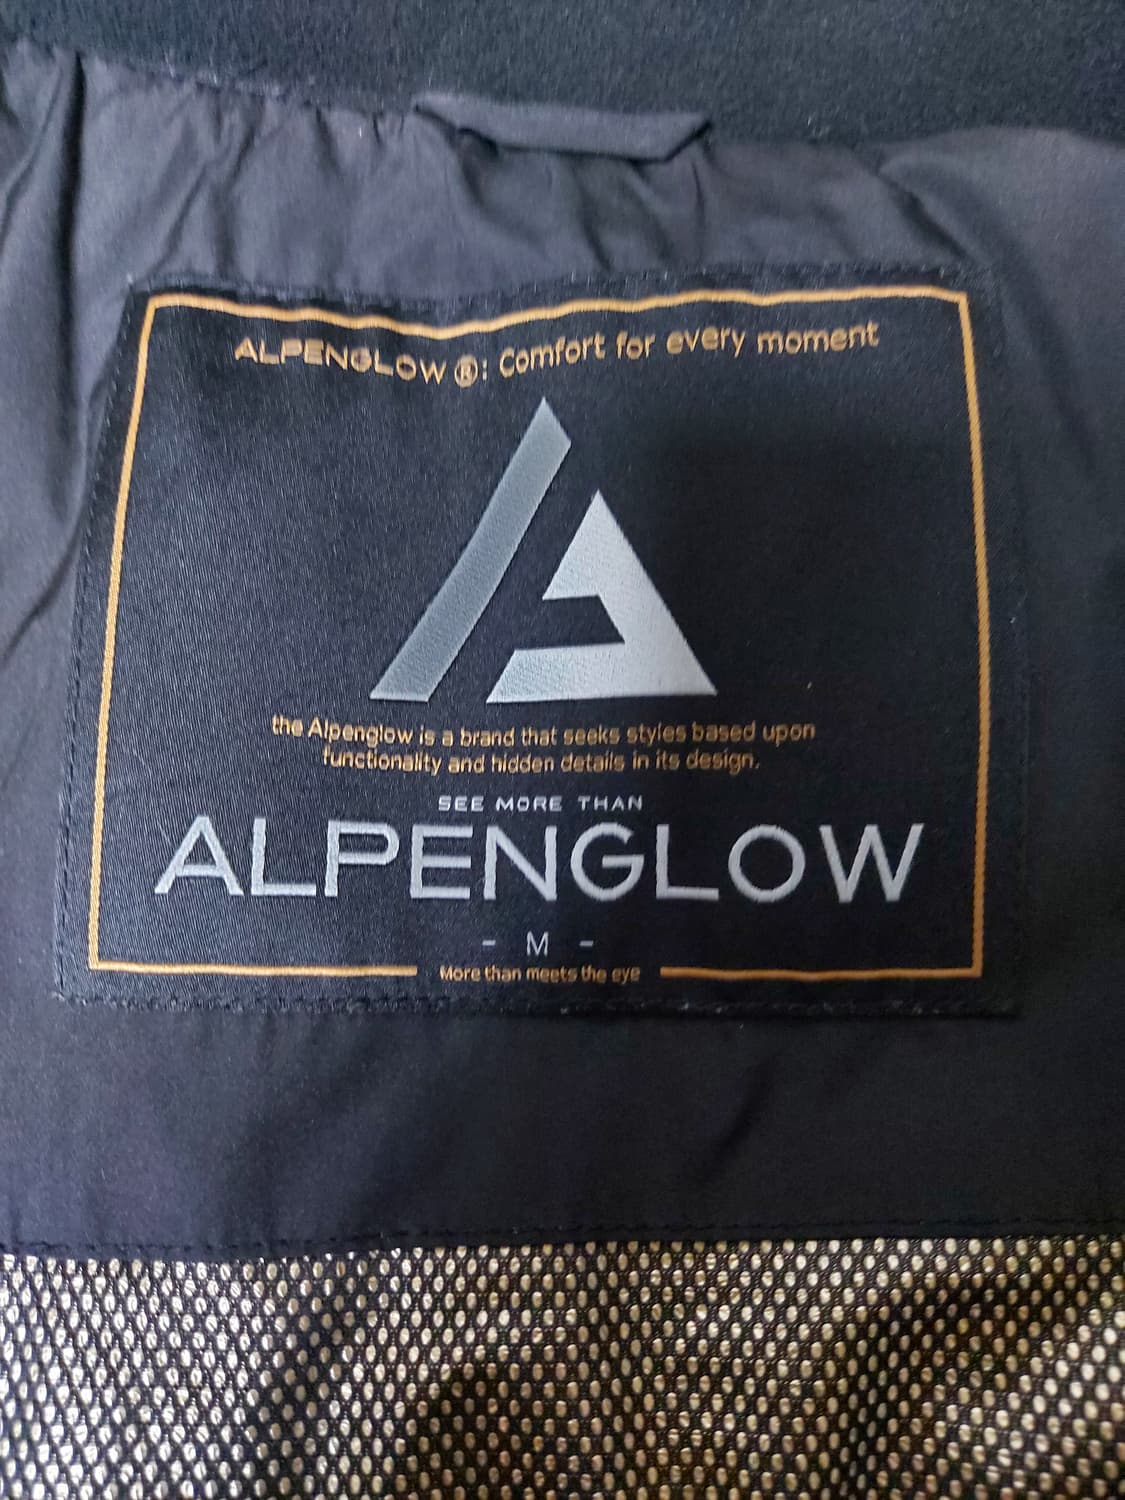 ALPENGLOW ®: Comfort for every moment
the Alpenglow is a brand that seeks styles based upon
functionality and hidden details in its design.
SEE MORE THAN
ALPENGLOW
- M -
More than meets the eye